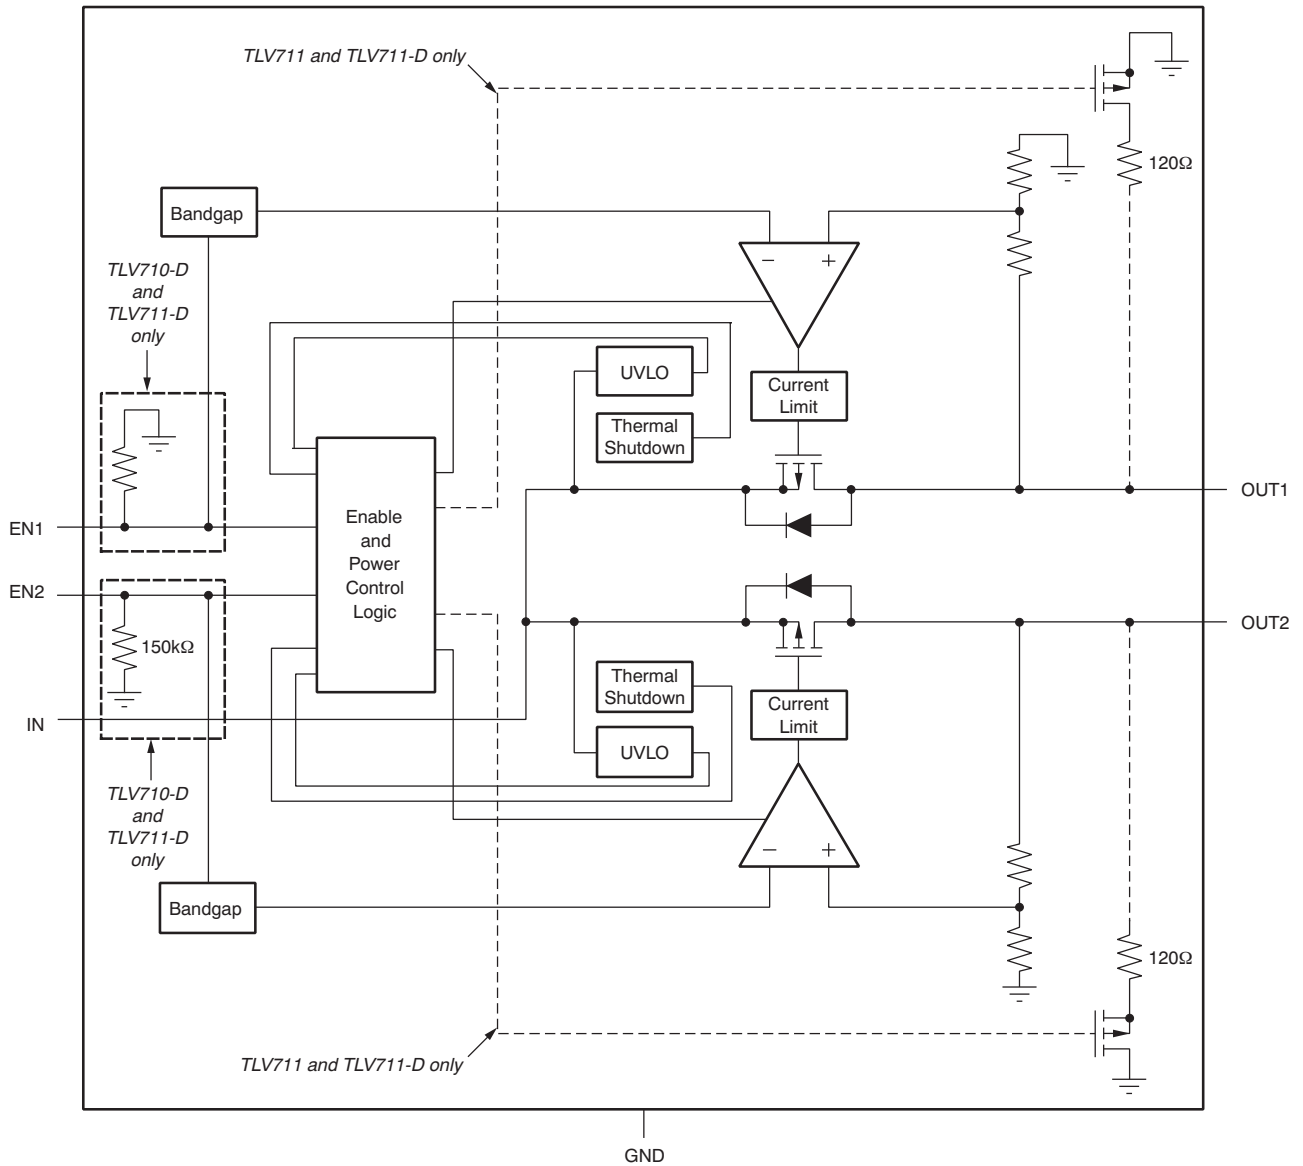 TLV711 and TLV711-D only
120Ω
Bandgap
TLV710-D
and
TLV711-D
only
− +
UVLO
Current
Limit
Thermal
Shutdown
Enable
and
Power
Control
Logic
EN1
OUT1
EN2
OUT2
150kΩ
IN
Thermal
Shutdown
Current
Limit
UVLO
TLV710-D
and
TLV711-D
only
− +
Bandgap
120Ω
TLV711 and TLV711-D only
GND